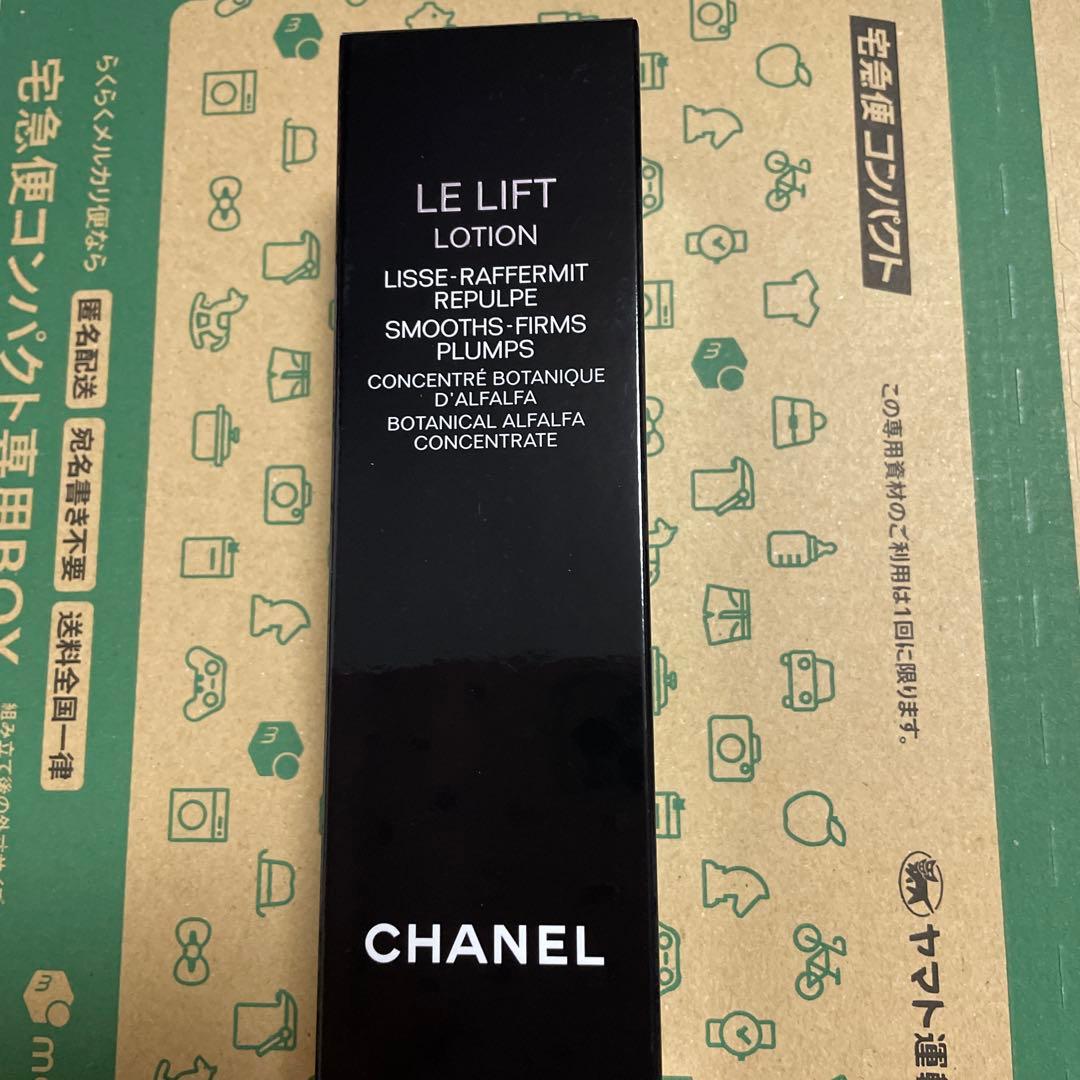 LE LIFT
LOTION
LISSE-RAFFERMIT
REPULPE
SMOOTHS-FIRMS
PLUMPS
CONCENTRÉ BOTANIQUE
D'ALFALFA
BOTANICAL ALFALFA
CONCENTRATE
CHANEL
らくらくメルカリ便なら
宅急便コンパクト専用BOX
匿名配送
宛名書き不要
送料全国一律
宅急便コンパクト
この専用資材のご利用は1回に限ります。
ヤマト運